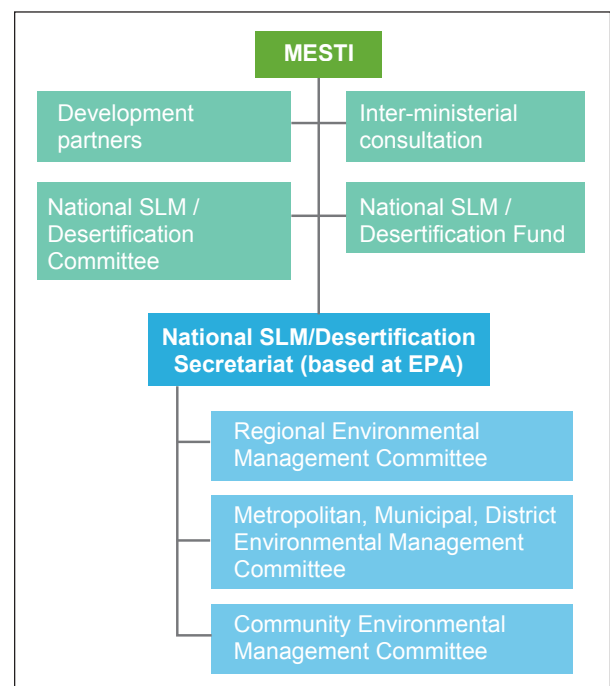 MESTI
Development
partners
Inter-ministerial
consultation
National SLM /
Desertification
Committee
National SLM /
Desertification Fund
National SLM/Desertification
Secretariat (based at EPA)
Regional Environmental
Management Committee
Metropolitan, Municipal, District
Environmental Management
Committee
Community Environmental
Management Committee